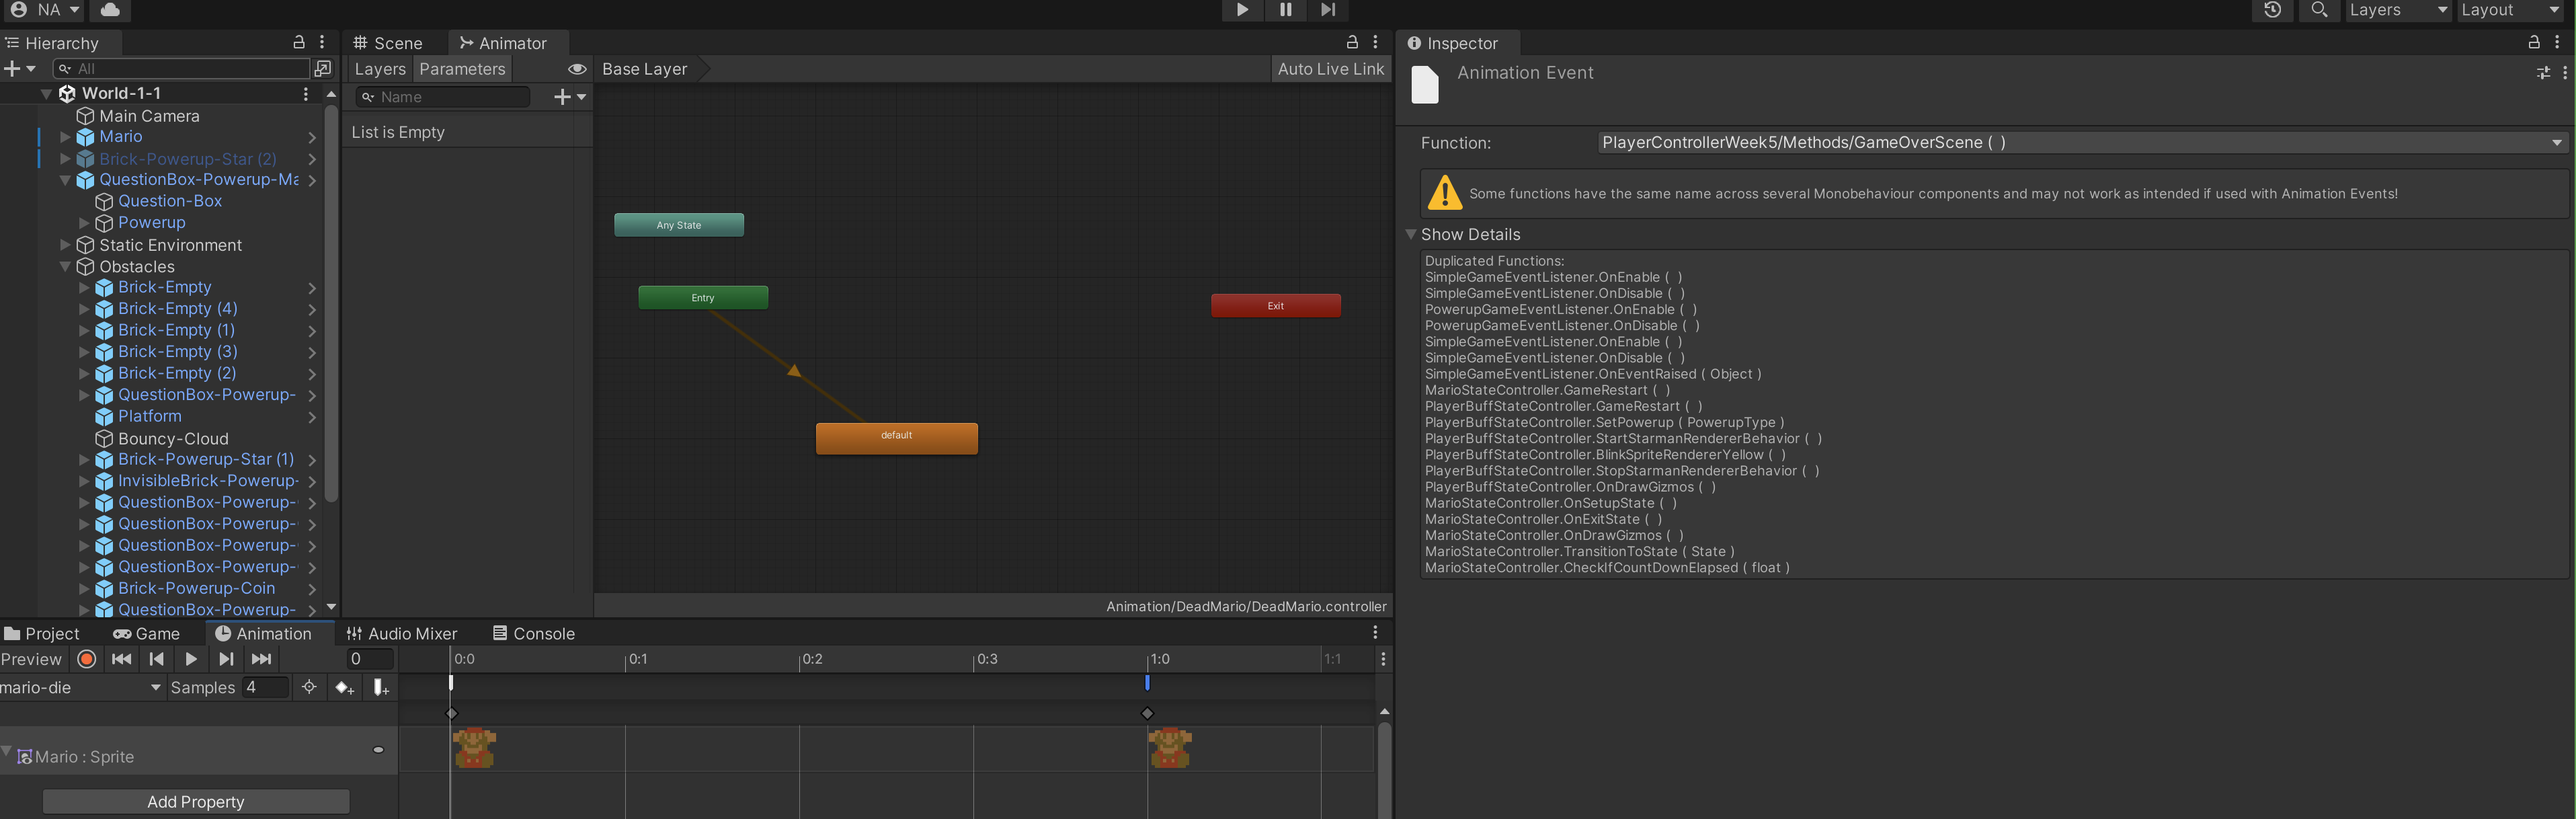 NA
Layers
Layout
Hierarchy
All
World-1-1
Main Camera
Mario
Brick-Powerup-Star (2)
QuestionBox-Powerup-Ma
Question-Box
Powerup
Static Environment
Obstacles
Brick-Empty
Brick-Empty (4)
Brick-Empty (1)
Brick-Empty (3)
Brick-Empty (2)
QuestionBox-Powerup-
Platform
Bouncy-Cloud
Brick-Powerup-Star (1)
InvisibleBrick-Powerup-
QuestionBox-Powerup-
QuestionBox-Powerup-
QuestionBox-Powerup-
QuestionBox-Powerup-
Brick-Powerup-Coin
QuestionBox-Powerup-
Scene
Animator
Layers
Parameters
Base Layer
Auto Live Link
Name
List is Empty
Any State
Entry
Exit
default
Animation/DeadMario/DeadMario.controller
Inspector
Animation Event
Function:
PlayerControllerWeek5/Methods/GameOverScene ( )
Some functions have the same name across several Monobehaviour components and may not work as intended if used with Animation Events!
Show Details
Duplicated Functions:
SimpleGameEventListener.OnEnable ( )
SimpleGameEventListener.OnDisable ( )
PowerupGameEventListener.OnEnable ( )
PowerupGameEventListener.OnDisable ( )
SimpleGameEventListener.OnEnable ( )
SimpleGameEventListener.OnDisable ( )
SimpleGameEventListener.OnEventRaised ( Object )
MarioStateController.GameRestart ( )
PlayerBuffStateController.GameRestart ( )
PlayerBuffStateController.SetPowerup ( PowerupType )
PlayerBuffStateController.StartStarmanRendererBehavior ( )
PlayerBuffStateController.BlinkSpriteRendererYellow ( )
PlayerBuffStateController.StopStarmanRendererBehavior ( )
PlayerBuffStateController.OnDrawGizmos ( )
MarioStateController.OnSetupState ( )
MarioStateController.OnExitState ( )
MarioStateController.OnDrawGizmos ( )
MarioStateController.TransitionToState ( State )
MarioStateController.CheckIfCountDownElapsed ( float )
Project
Game
Animation
Audio Mixer
Console
Preview
0
0:0
0:1
0:2
0:3
1:0
1:1
mario-die
Samples
4
Mario : Sprite
Add Property